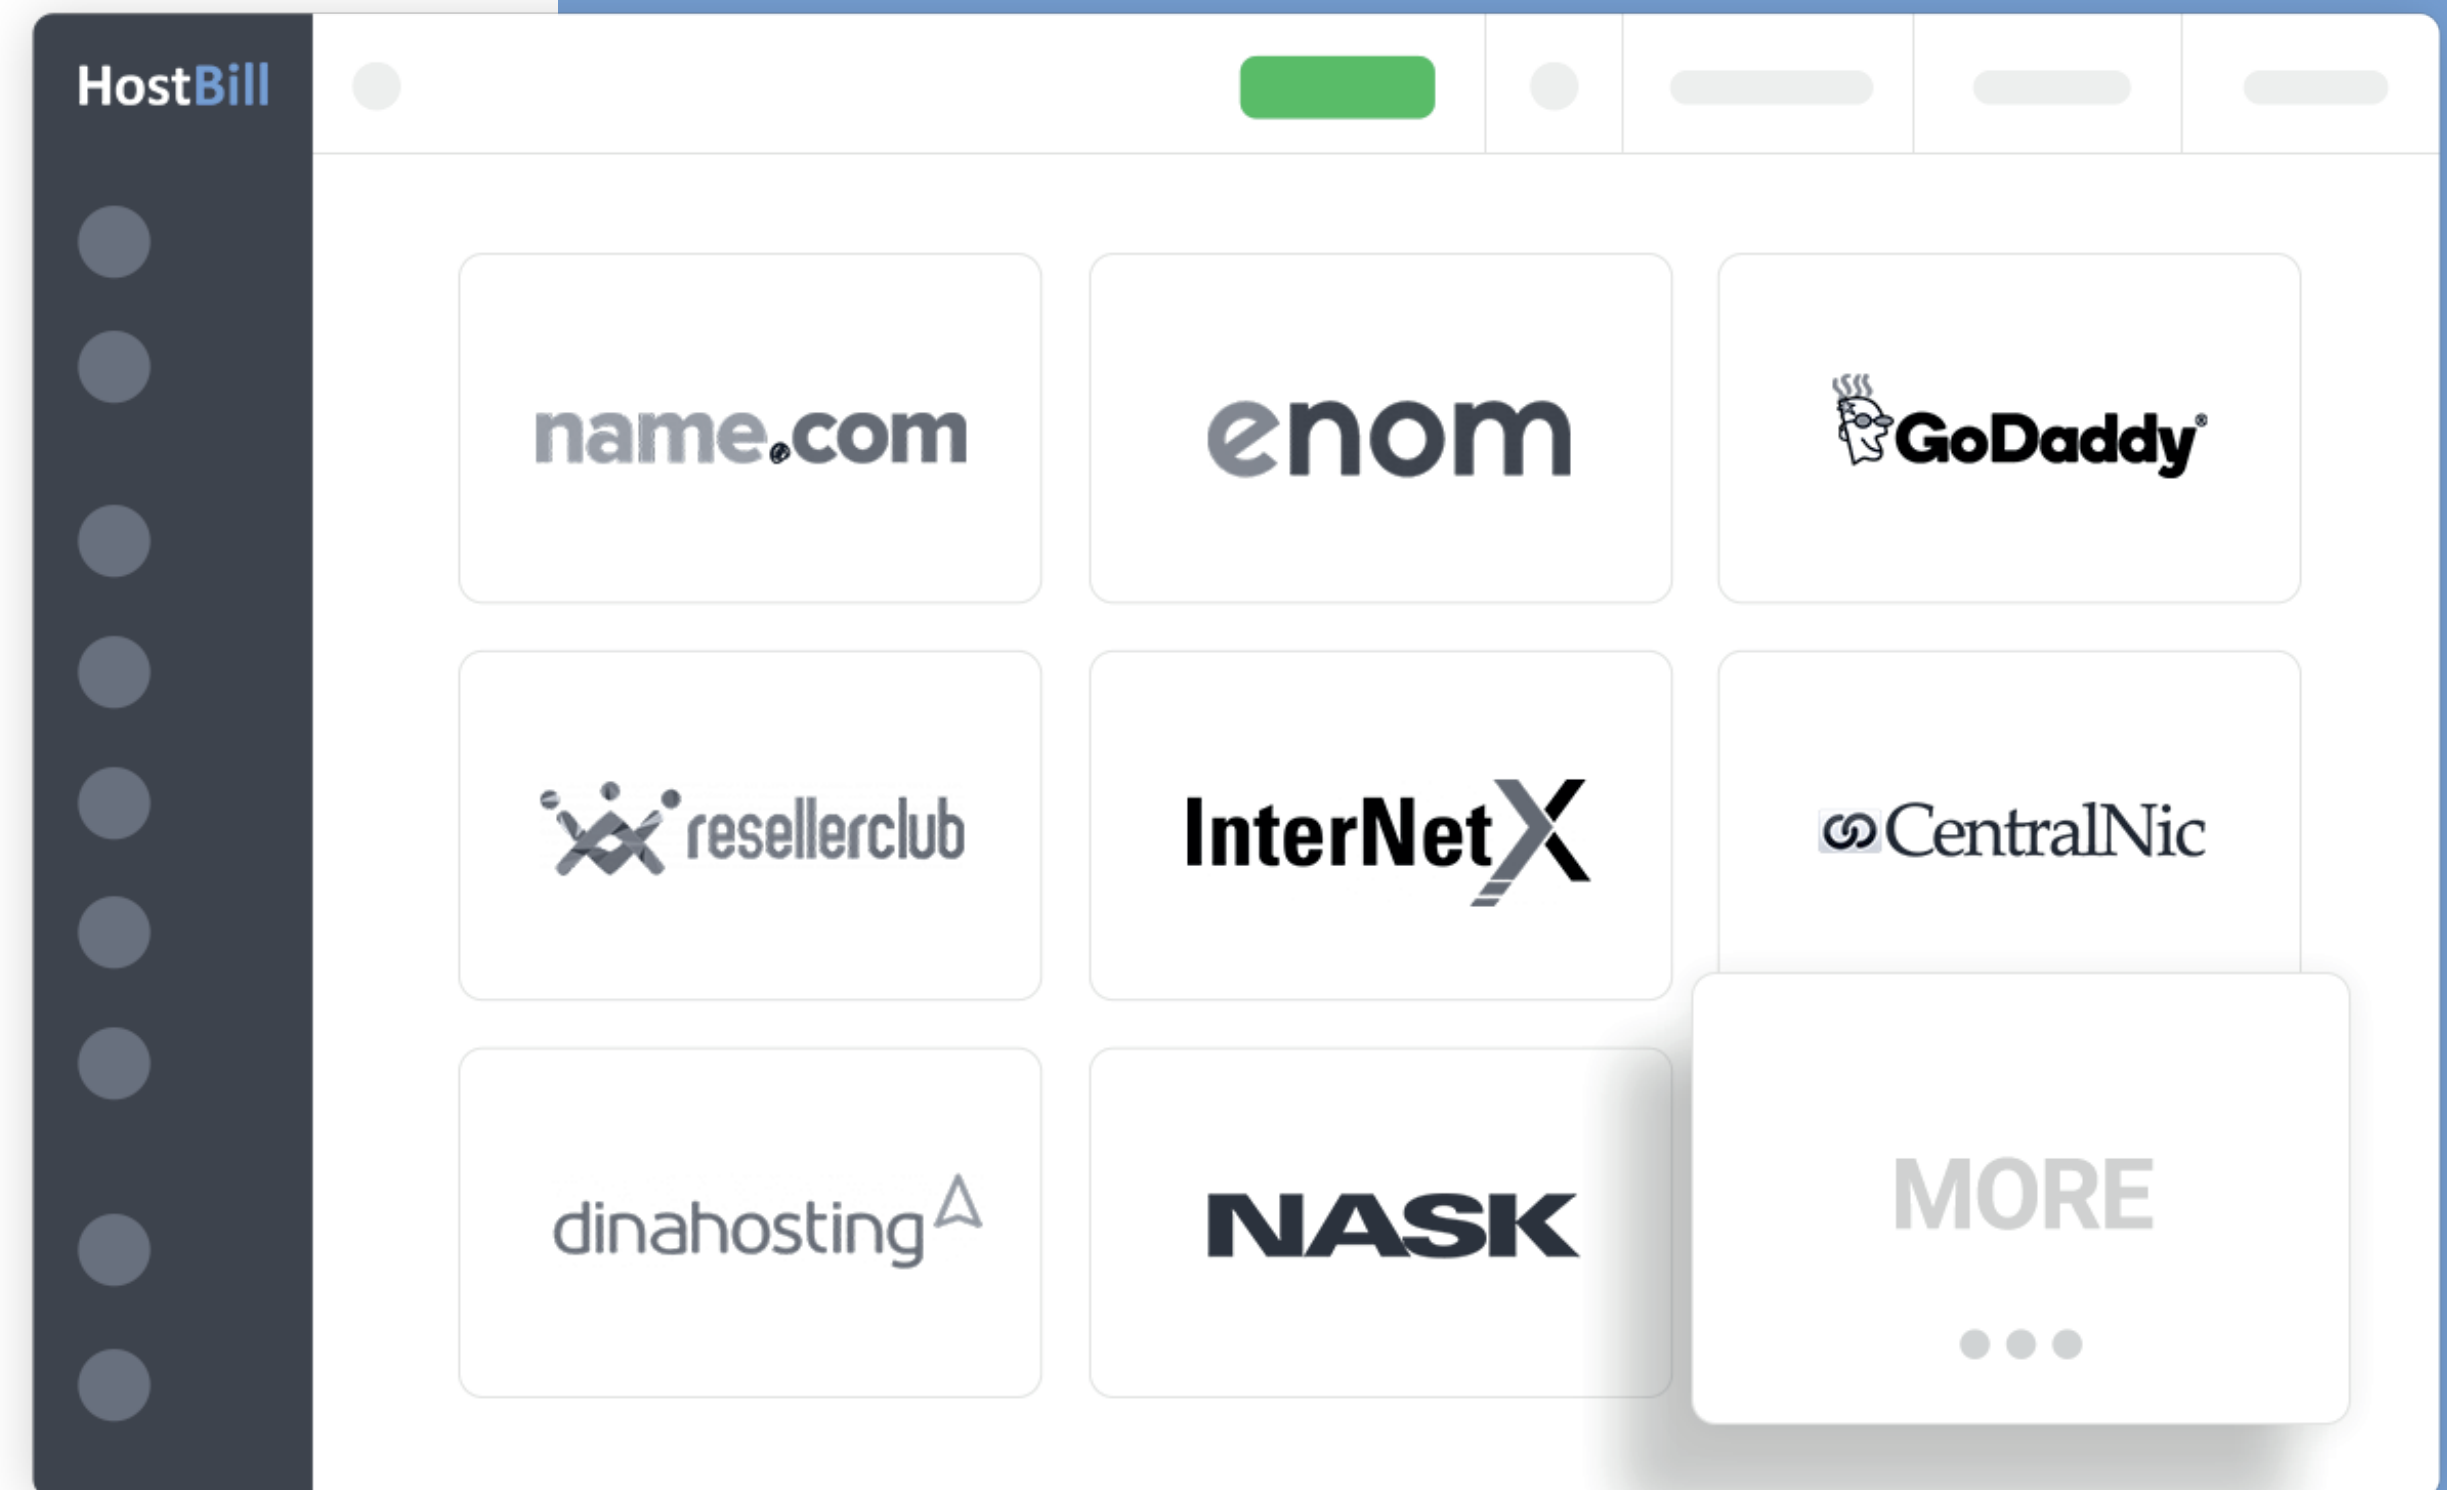 HostBill
name.com
enom
GoDaddy®
resellerclub
InterNetX
CentralNic
dinahosting
NASK
MORE